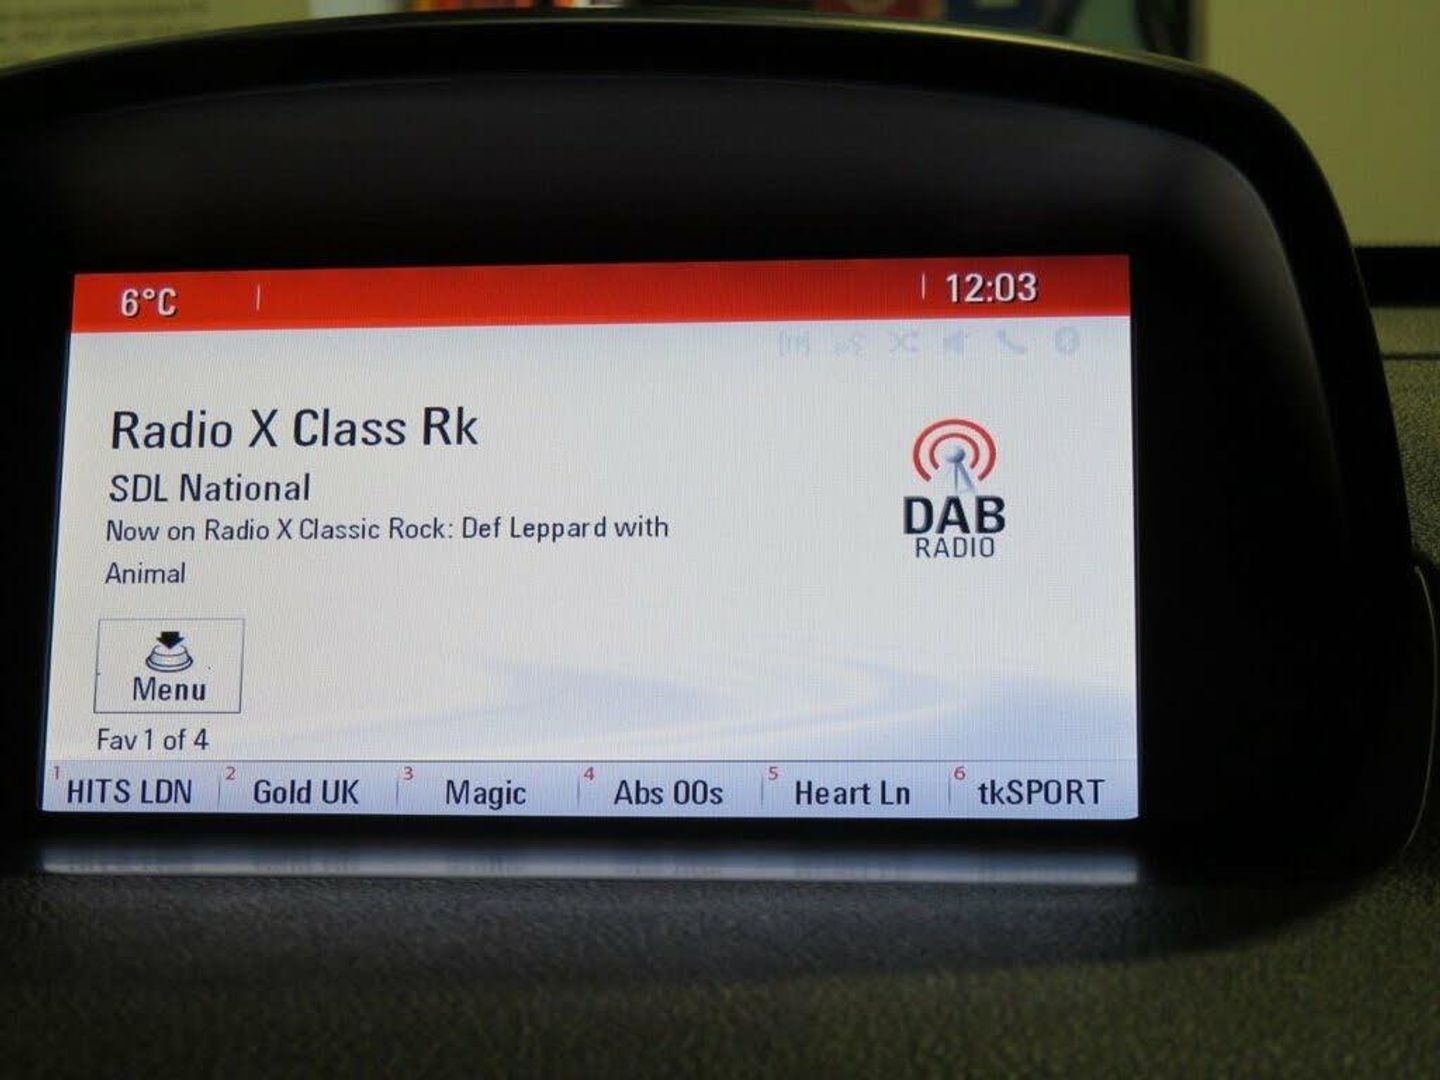 6°C 12:03
Radio X Class Rk
SDL National
Now on Radio X Classic Rock: Def Leppard with
Animal
DAB
RADIO
Menu
Fav 1 of 4
1 HITS LDN 2 Gold UK 3 Magic 4 Abs 00s 5 Heart Ln 6 tkSPORT